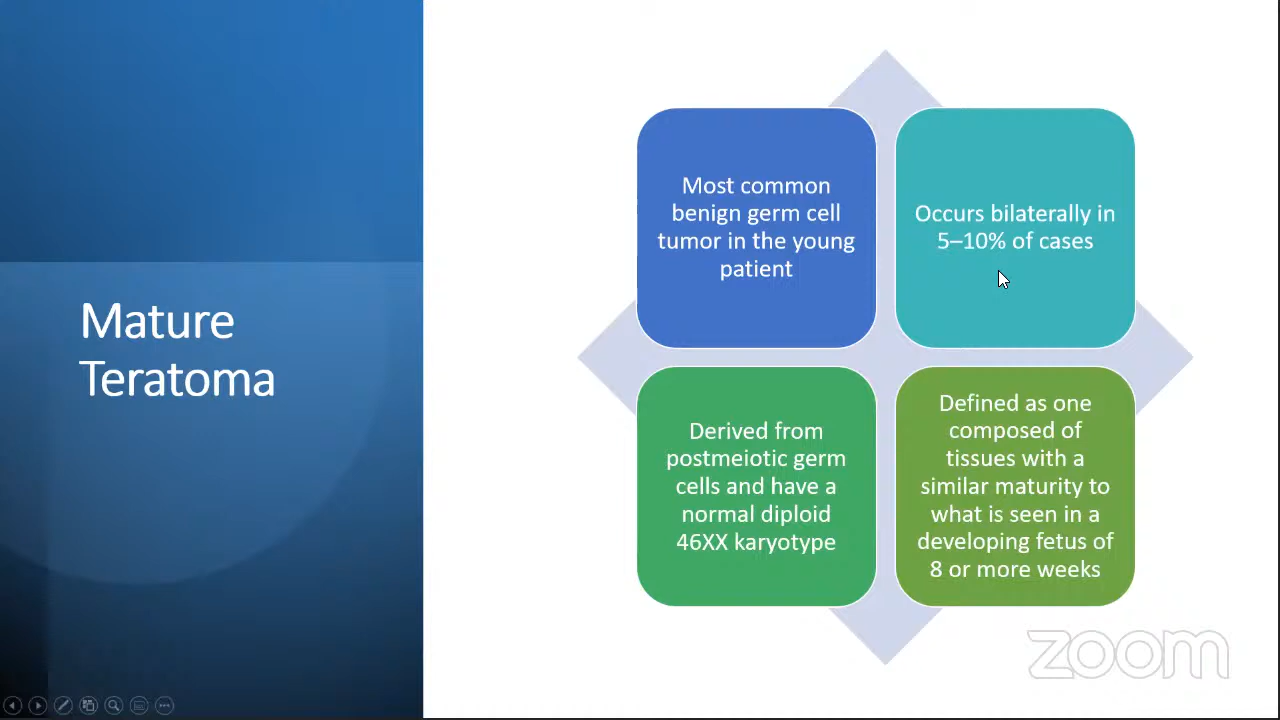 Mature
Teratoma
Most common
benign germ cell
tumor in the young
patient
Occurs bilaterally in
5–10% of cases
Derived from
postmeiotic germ
cells and have a
normal diploid
46XX karyotype
Defined as one
composed of
tissues with a
similar maturity to
what is seen in a
developing fetus of
8 or more weeks
zoom